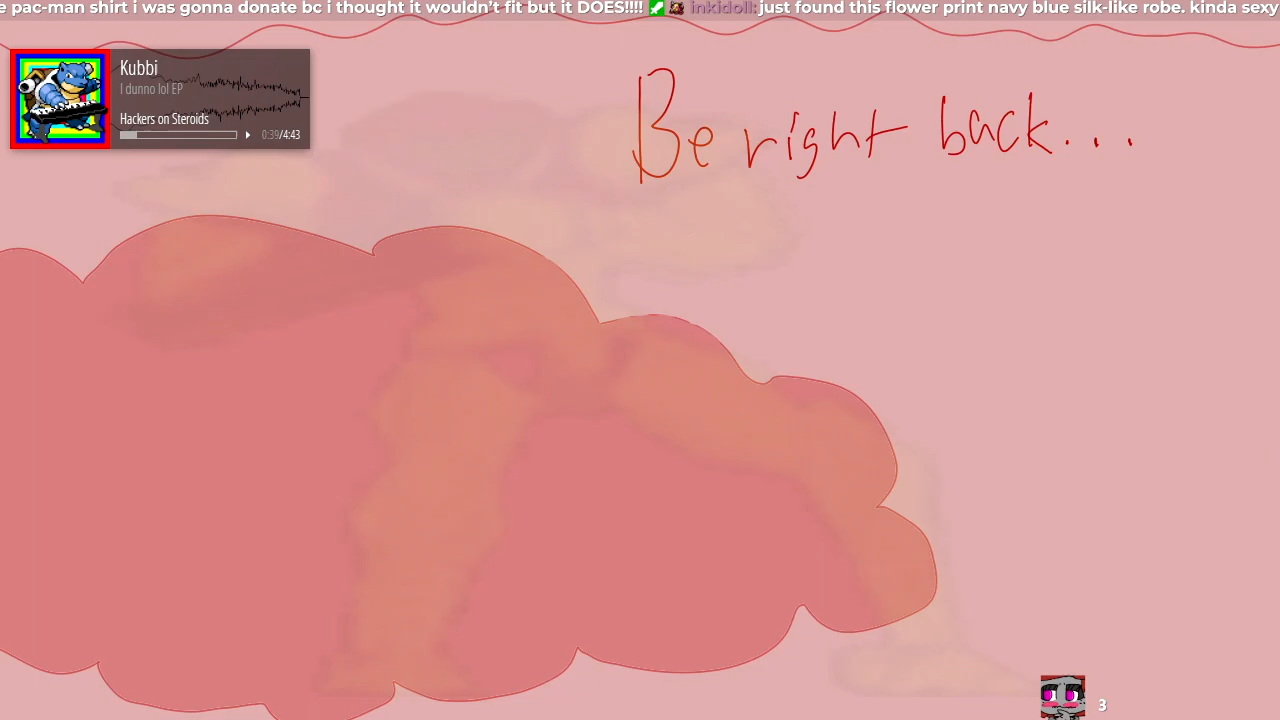 e pac-man shirt i was gonna donate bc i thought it wouldn't fit but it DOES!!!! inkidoll: just found this flower print navy blue silk-like robe. kinda sexy
Kubbi
I dunno lol EP
Hackers on Steroids
0:39/4:43
Be right back...
3